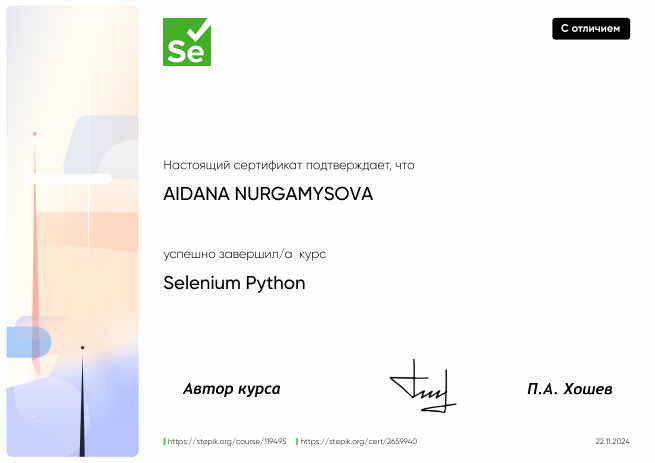 Se
С отличием
Настоящий сертификат подтверждает, что
AIDANA NURGAMYSOVA
успешно завершил/а курс
Selenium Python
Автор курса
П.А. Хошев
https://stepik.org/course/119495
https://stepik.org/cert/2659940
22.11.2024